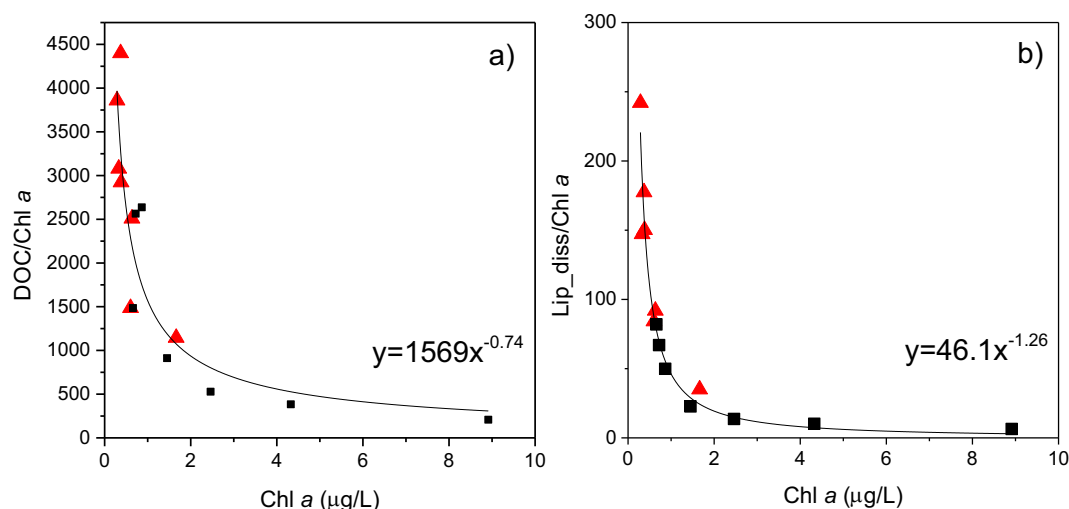 a)
4500
4000
3500
3000
2500
2000
1500
1000
500
0
DOC/Chl a
y=1569x^-0.74
0 2 4 6 8 10
Chl a (μg/L)
b)
300
200
100
0
Lip_diss/Chl a
y=46.1x^-1.26
0 2 4 6 8 10
Chl a (μg/L)